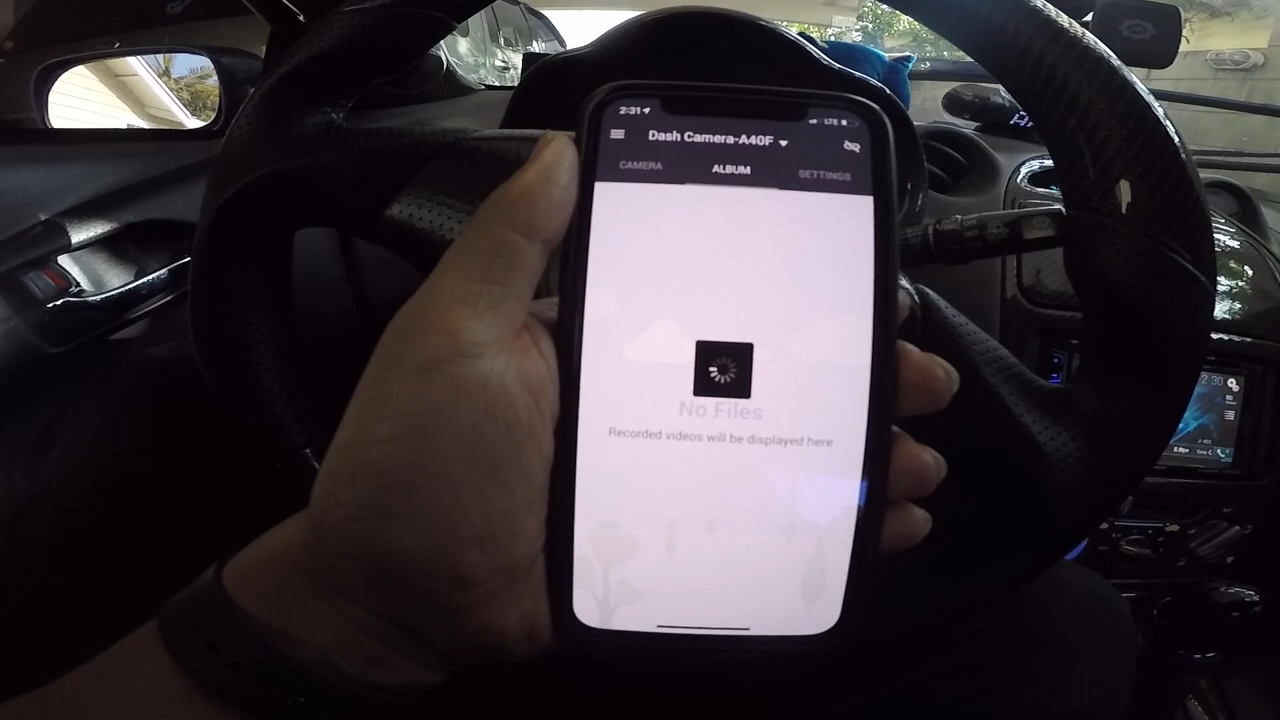 2:31
LTE
Dash Camera-A40F
CAMERA
ALBUM
SETTINGS
No Files
Recorded videos will be displayed here
2 30